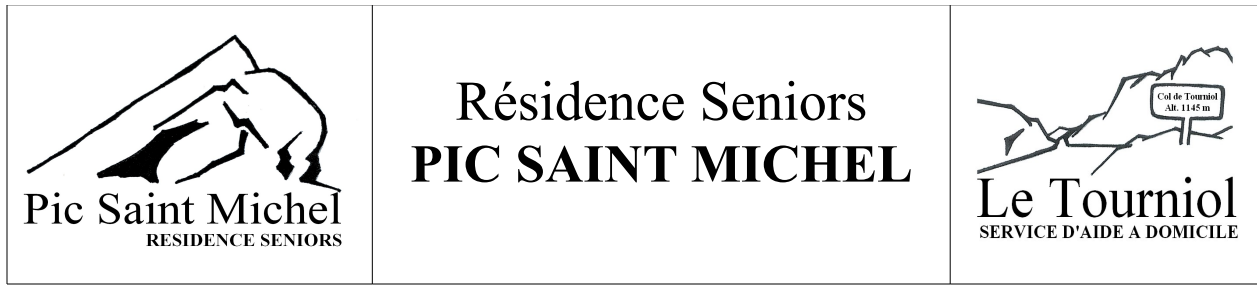 Pic Saint Michel
RESIDENCE SENIORS
Résidence Seniors
PIC SAINT MICHEL
Col de Tourniol
Alt. 1145 m
Le Tourniol
SERVICE D'AIDE A DOMICILE